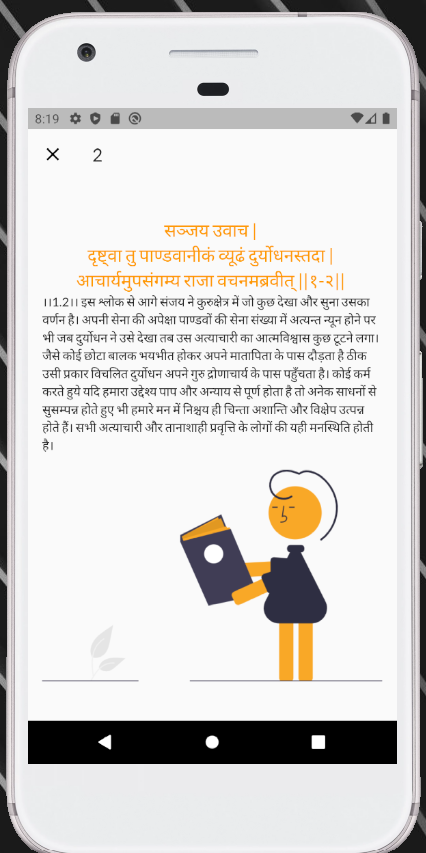 8:19
2
सञ्जय उवाच |
दृष्ट्वा तु पाण्डवानीकं व्यूढं दुर्योधनस्तदा |
आचार्यमुपसंगम्य राजा वचनमब्रवीत् ||१-२||
।।1.2।। इस श्लोक से आगे संजय ने कुरुक्षेत्र में जो कुछ देखा और सुना उसका
वर्णन है। अपनी सेना की अपेक्षा पाण्डवों की सेना संख्या में अत्यन्त न्यून होने पर
भी जब दुर्योधन ने उसे देखा तब उस अत्याचारी का आत्मविश्वास कुछ टूटने लगा।
जैसे कोई छोटा बालक भयभीत होकर अपने मातापिता के पास दौड़ता है ठीक
उसी प्रकार विचलित दुर्योधन अपने गुरु द्रोणाचार्य के पास पहुँचता है। कोई कर्म
करते हुये यदि हमारा उद्देश्य पाप और अन्याय से पूर्ण होता है तो अनेक साधनों से
सुसम्पन्न होते हुए भी हमारे मन में निश्चय ही चिन्ता अशान्ति और विक्षेप उत्पन्न
होते हैं। सभी अत्याचारी और तानाशाही प्रवृत्ति के लोगों की यही मनस्थिति होती
है।